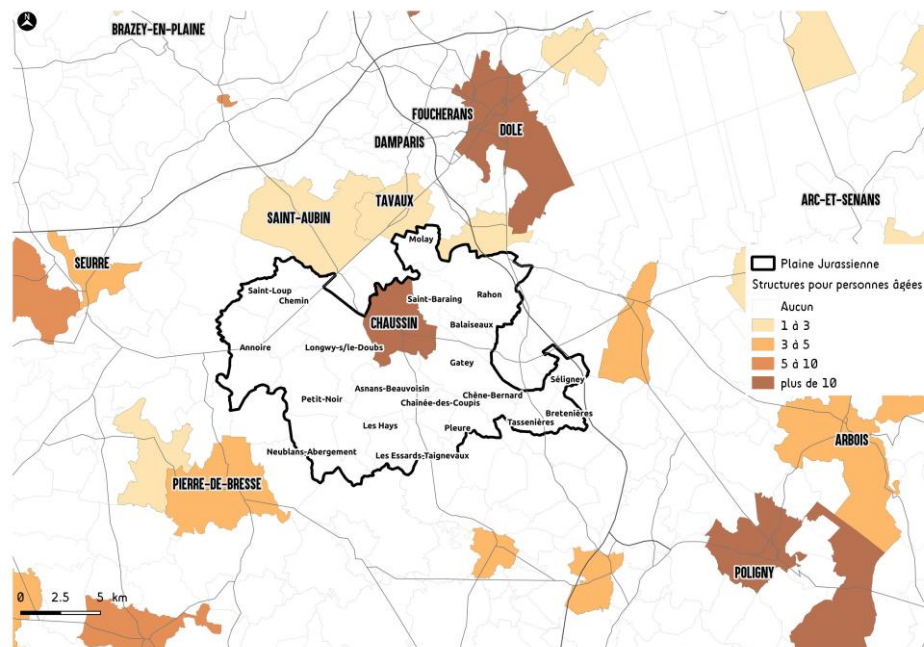 N
BRAZEY-EN-PLAINE
FOUCHERANS
DOLE
DAMPARIS
TAVAUX
SAINT-AUBIN
ARC-ET-SENANS
SEURRE
Molay
Saint-Loup
Chemin
Saint-Baraing
Rahon
CHAUSSIN
Balaiseaux
Annoire
Longwy-s/le-Doubs
Gatey
Séligney
Asnans-Beauvoisin
Petit-Noir
Chaînée-des-Coupis
Chêne-Bernard
Bretenières
Les Hays
Pleure
Tassenières
Neublans-Abergement
Les Essards-Taignevaux
PIERRE-DE-BRESSE
ARBOIS
POLIGNY
Plaine Jurassienne
Structures pour personnes âgées
Aucun
1 à 3
3 à 5
5 à 10
plus de 10
0 2.5 5 km